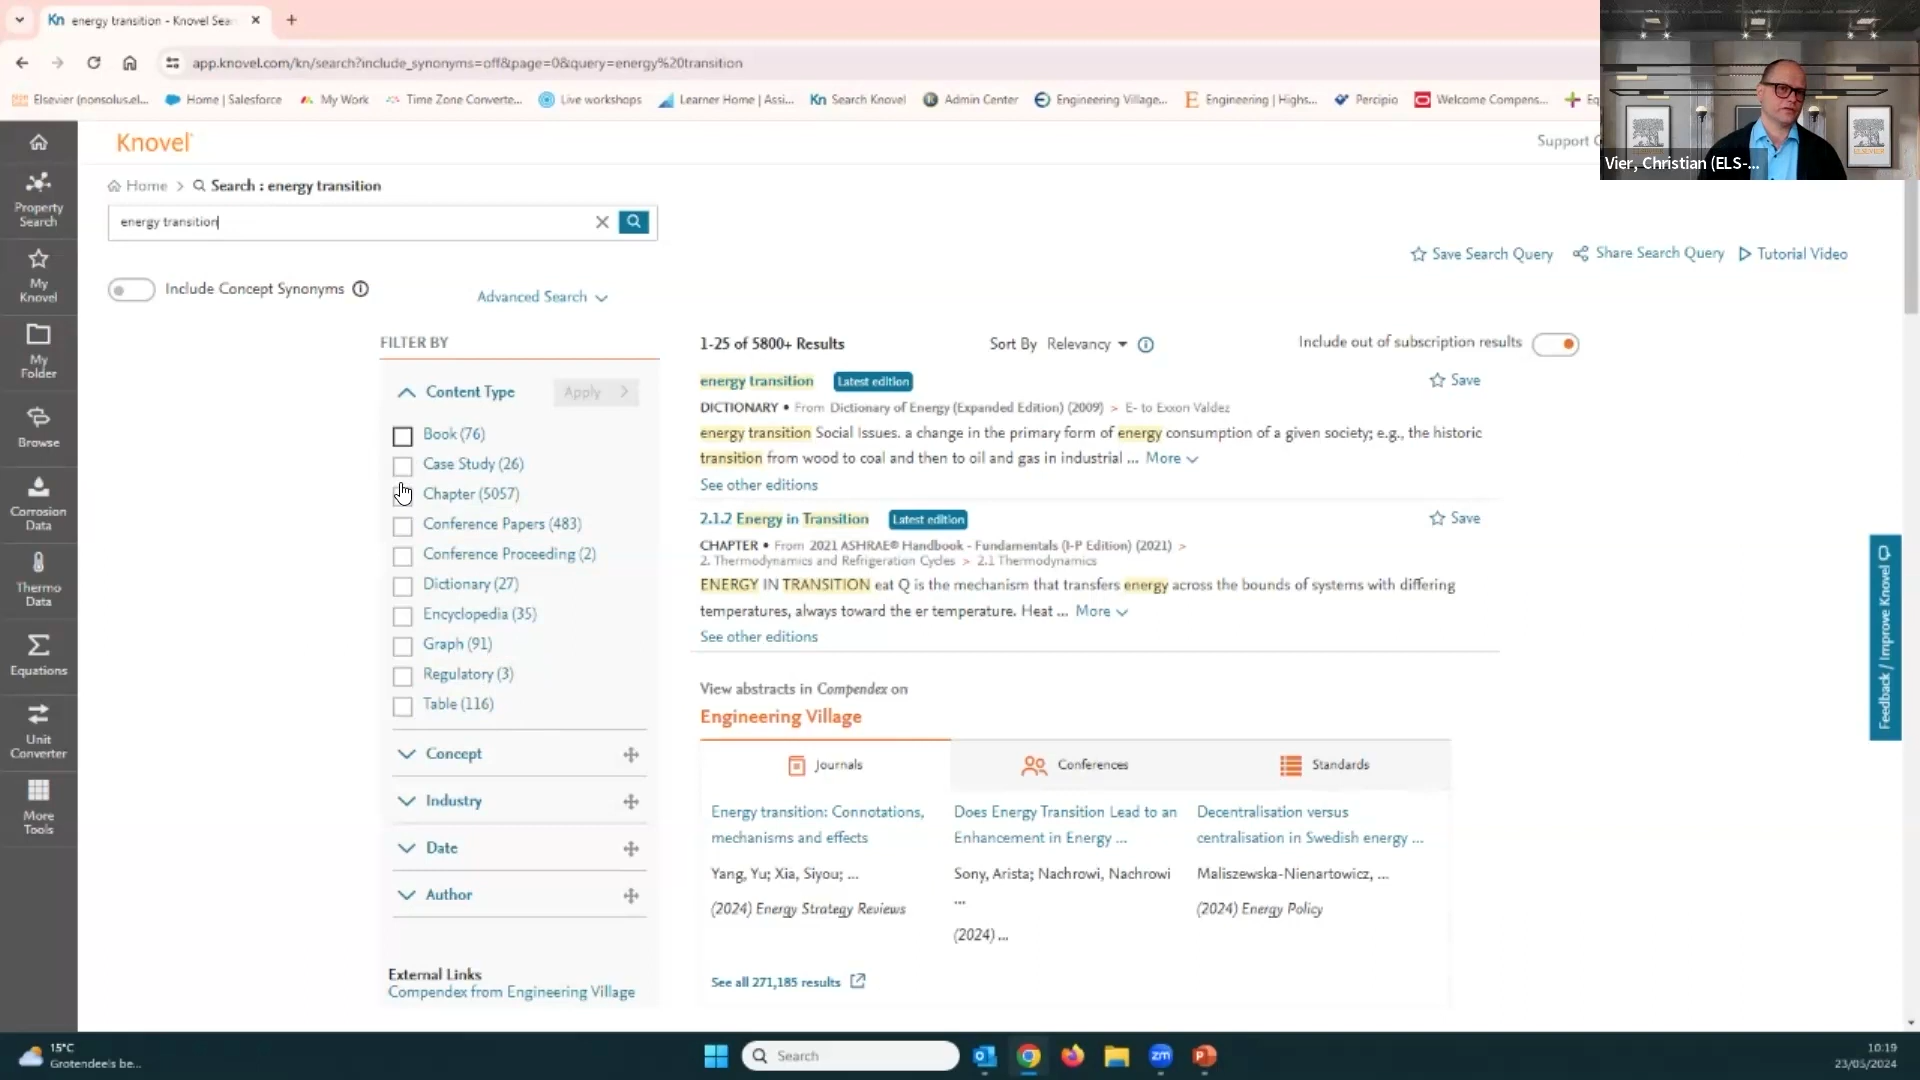 Kn energy transition - Knovel Sea
app.knovel.com/kn/search?include_synonyms=off&page=0&query=energy%20transition
Elsevier (nonsolus.el...
Home | Salesforce
My Work
Time Zone Converte...
Live workshops
Learner Home | Assi...
Kn Search Knovel
Admin Center
Engineering Village...
Engineering | Highs...
Percipio
Welcome Compens...
Vier, Christian (ELS-...
Knovel
Support
Home > Search : energy transition
energy transition
Save Search Query
Share Search Query
Tutorial Video
Include Concept Synonyms
Advanced Search
Property
Search
My
Knovel
My
Folder
Browse
Corrosion
Data
Thermo
Data
Equations
Unit
Converter
More
Tools
FILTER BY
Content Type
Apply >
Book (76)
Case Study (26)
Chapter (5057)
Conference Papers (483)
Conference Proceeding (2)
Dictionary (27)
Encyclopedia (35)
Graph (91)
Regulatory (3)
Table (116)
Concept
Industry
Date
Author
External Links
Compendex from Engineering Village
1-25 of 5800+ Results
Sort By Relevancy
Include out of subscription results
energy transition Latest edition
Save
DICTIONARY • From Dictionary of Energy (Expanded Edition) (2009) > E- to Exxon Valdez
energy transition Social Issues. a change in the primary form of energy consumption of a given society; e.g., the historic
transition from wood to coal and then to oil and gas in industrial ... More
See other editions
2.1.2 Energy in Transition Latest edition
Save
CHAPTER • From 2021 ASHRAE® Handbook - Fundamentals (I-P Edition) (2021) >
2. Thermodynamics and Refrigeration Cycles > 2.1 Thermodynamics
ENERGY IN TRANSITION eat Q is the mechanism that transfers energy across the bounds of systems with differing
temperatures, always toward the er temperature. Heat ... More
See other editions
View abstracts in Compendex on
Engineering Village
Journals
Conferences
Standards
Energy transition: Connotations,
mechanisms and effects
Yang, Yu; Xia, Siyou; ...
(2024) Energy Strategy Reviews
Does Energy Transition Lead to an
Enhancement in Energy ...
Sony, Arista; Nachrowi, Nachrowi
...
(2024) ...
Decentralisation versus
centralisation in Swedish energy ...
Maliszewska-Nienartowicz, ...
(2024) Energy Policy
See all 271,185 results
Feedback / Improve Knovel
15°C
Grotendeels be...
Search
zm
10:19
23/05/2024